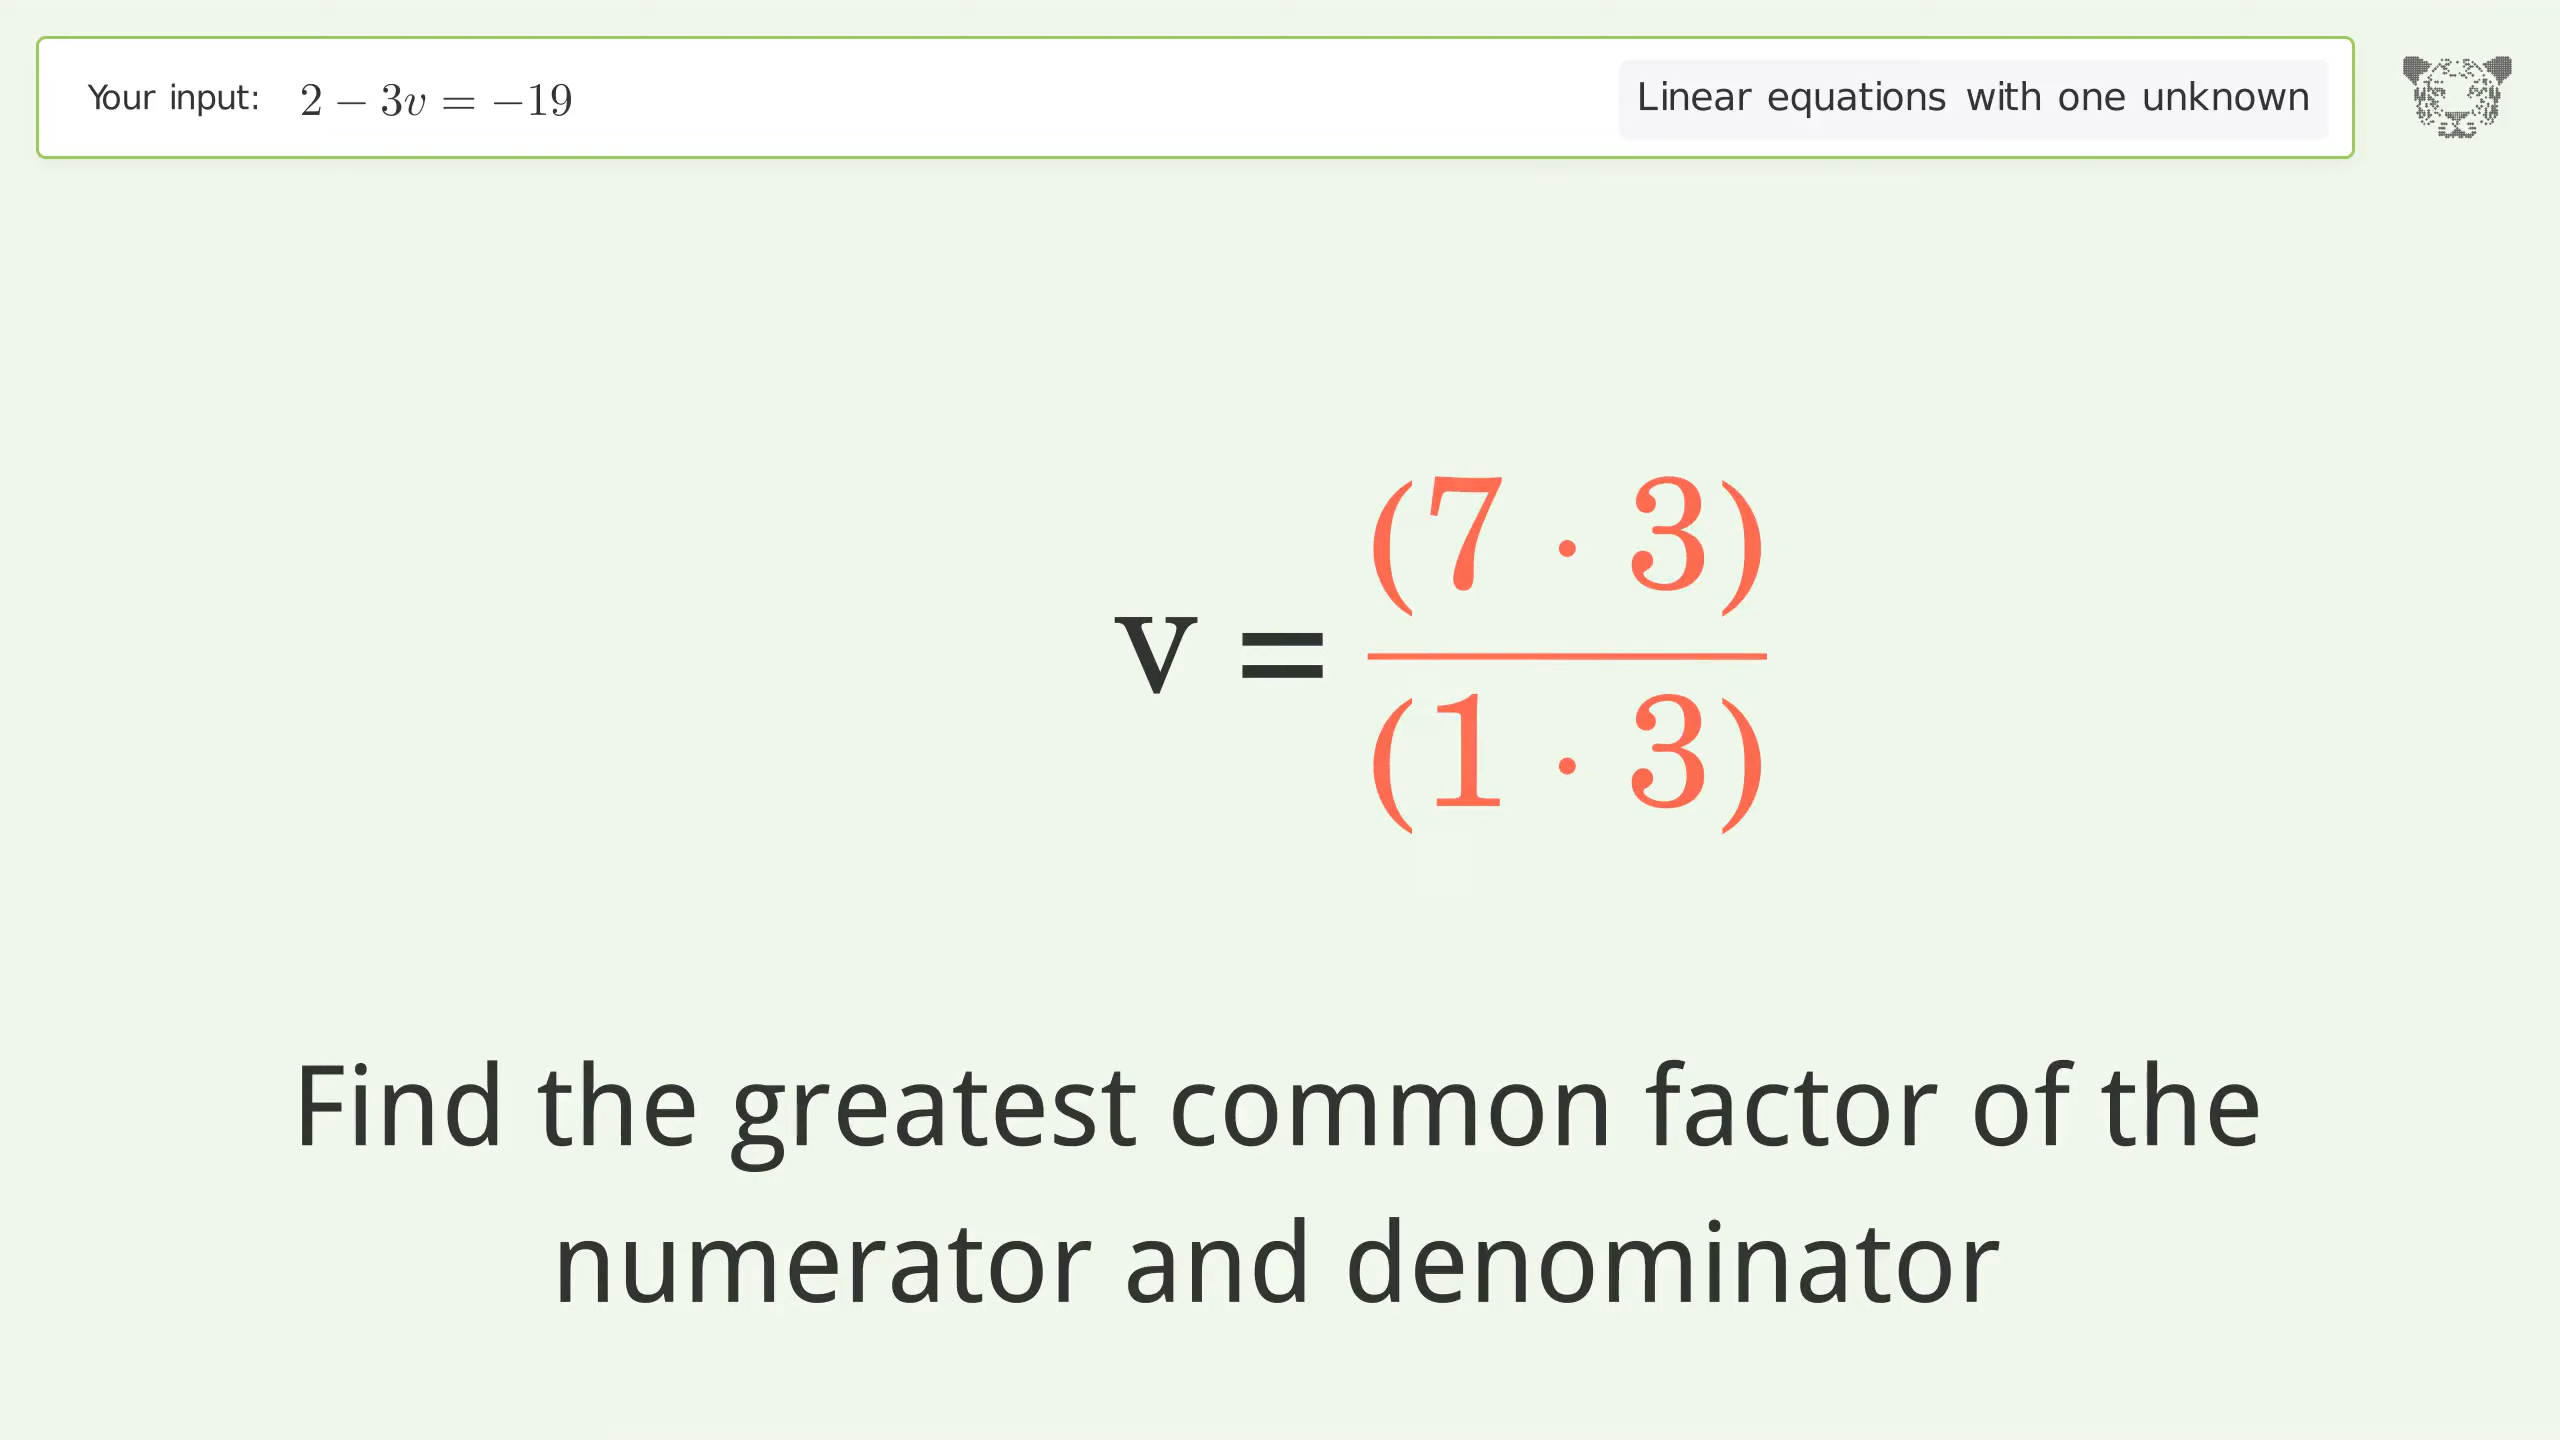 Your input: 2 − 3v = −19
Linear equations with one unknown
v = (7 · 3) / (1 · 3)
Find the greatest common factor of the
numerator and denominator